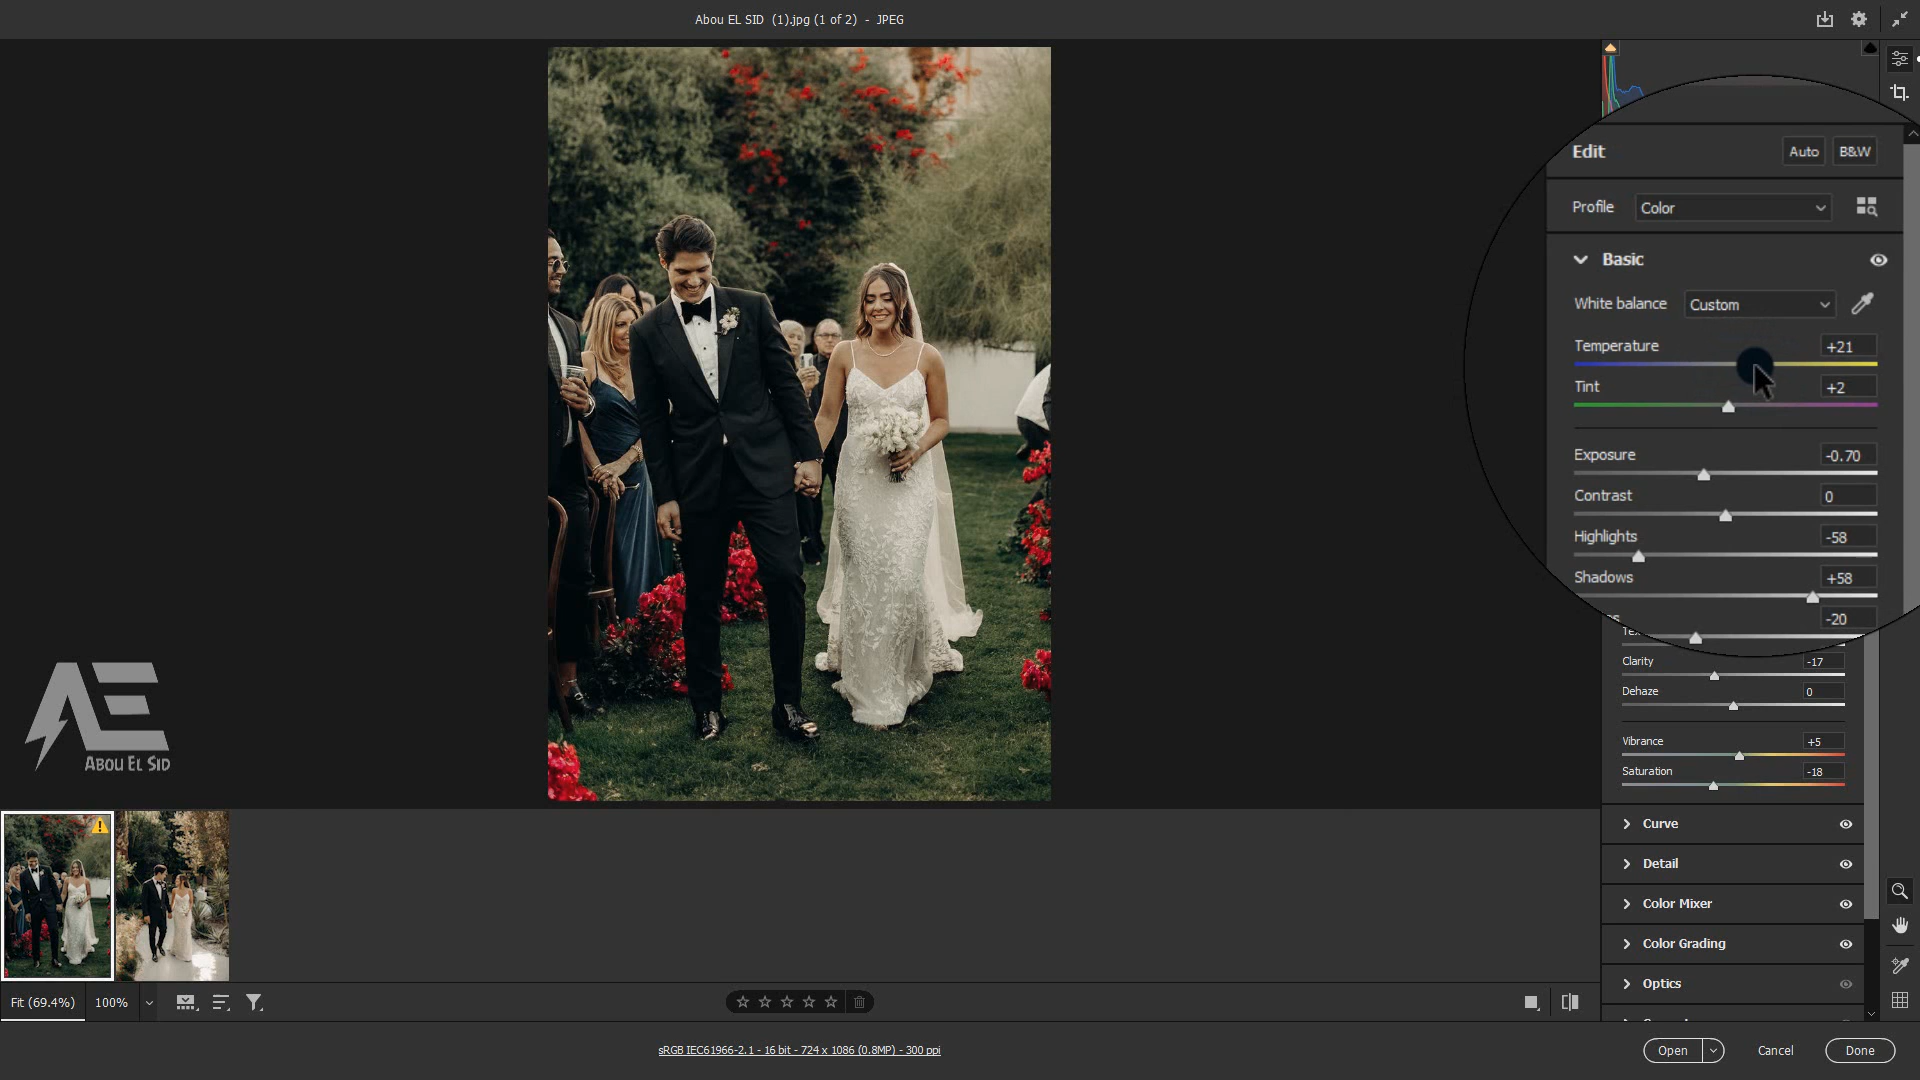 Abou EL SID  (1).jpg (1 of 2)  -  JPEG
Edit
Auto
B&W
Profile
Color
Basic
White balance
Custom
Temperature
+21
Tint
+2
Exposure
-0.70
Contrast
0
Highlights
-58
Shadows
+58
-20
Clarity
-17
Dehaze
0
Vibrance
+5
Saturation
-18
Curve
Detail
Color Mixer
Color Grading
Optics
AE
ABOU EL SID
Fit (69.4%)
100%
sRGB IEC61966-2.1 - 16 bit - 724 x 1086 (0.8MP) - 300 ppi
Open
Cancel
Done